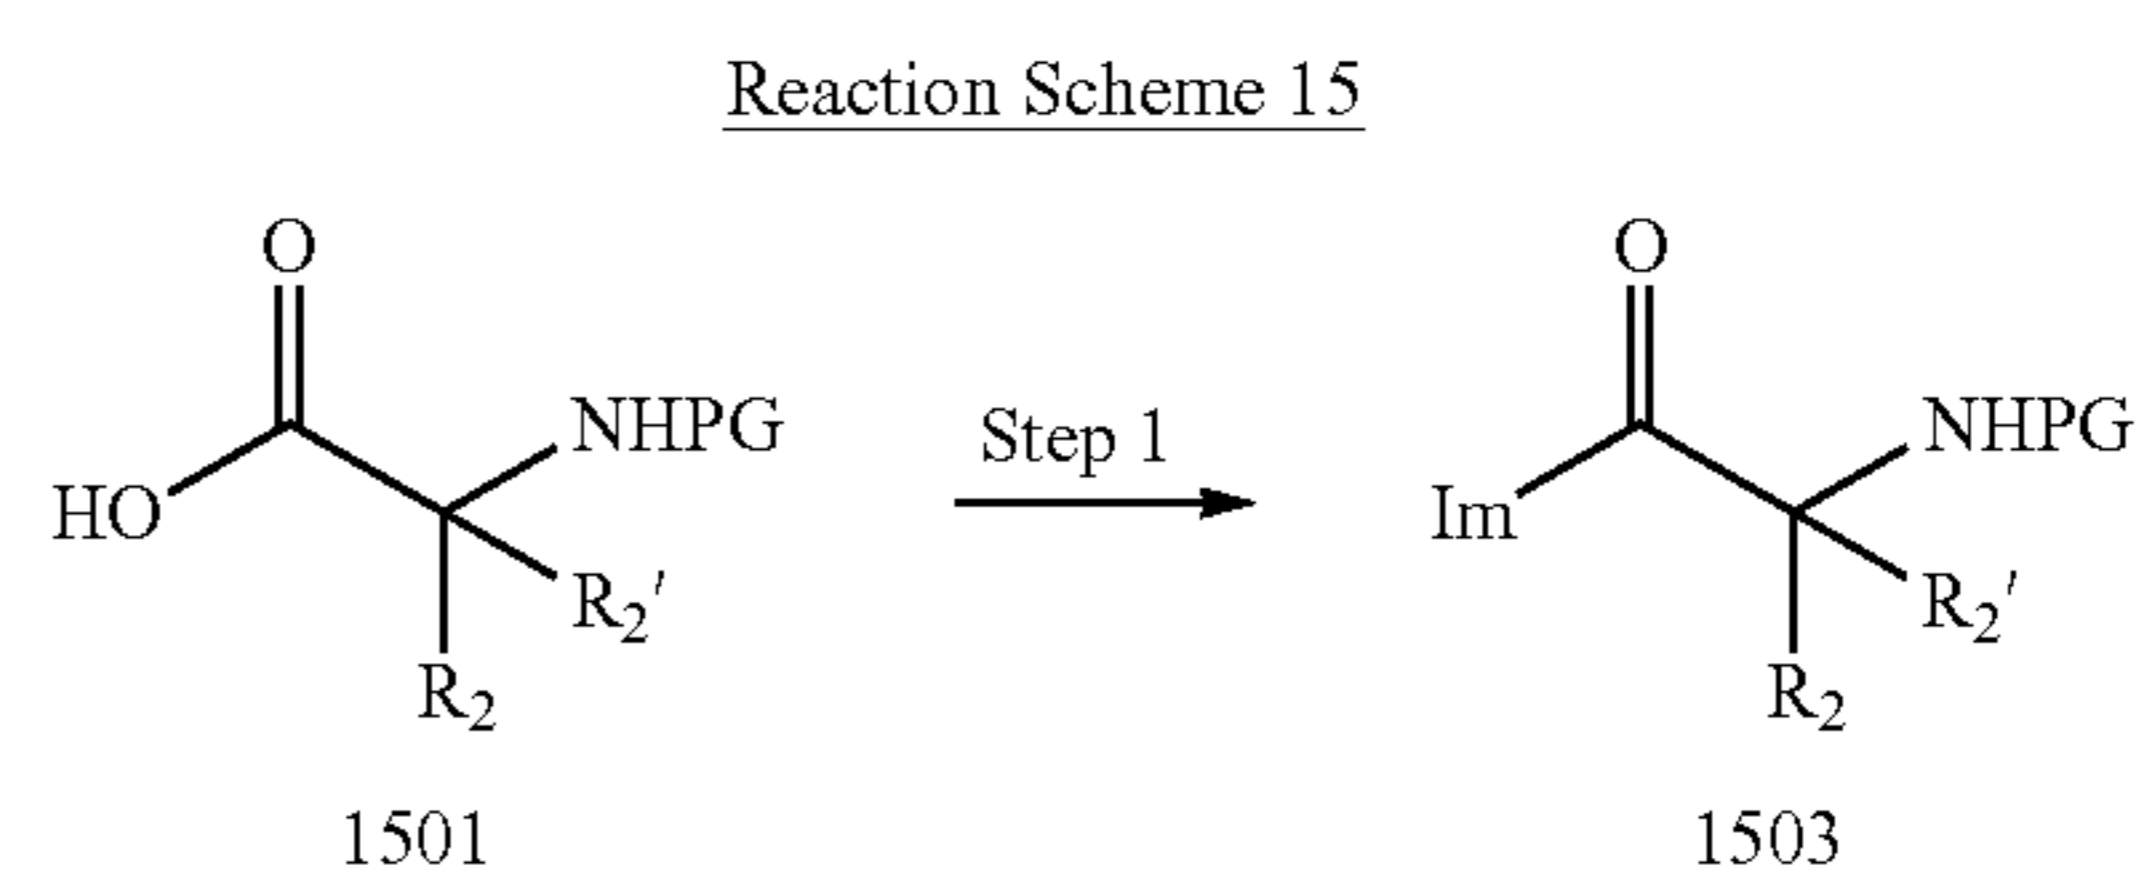 Reaction Scheme 15
O
HO
NHPG
R₂'
R₂
1501
Step 1
O
Im
NHPG
R₂'
R₂
1503